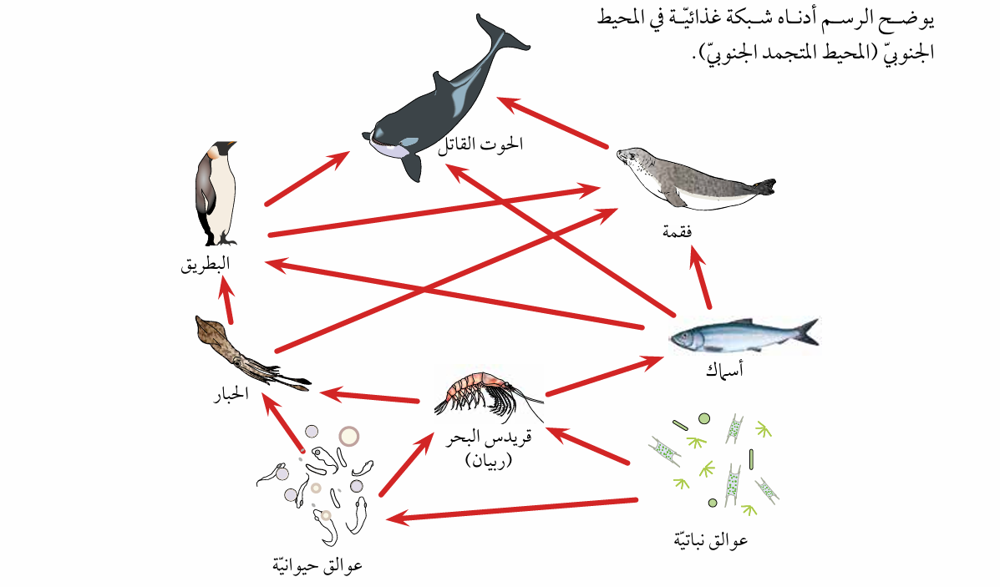 يوضح الرسم أدناه شبكة غذائيّة في المحيط
الجنوبيّ (المحيط المتجمد الجنوبيّ).
الحوت القاتل
فقمة
البطريق
أسماك
الحبار
قريدس البحر
(ربيان)
عوالق نباتيّة
عوالق حيوانيّة